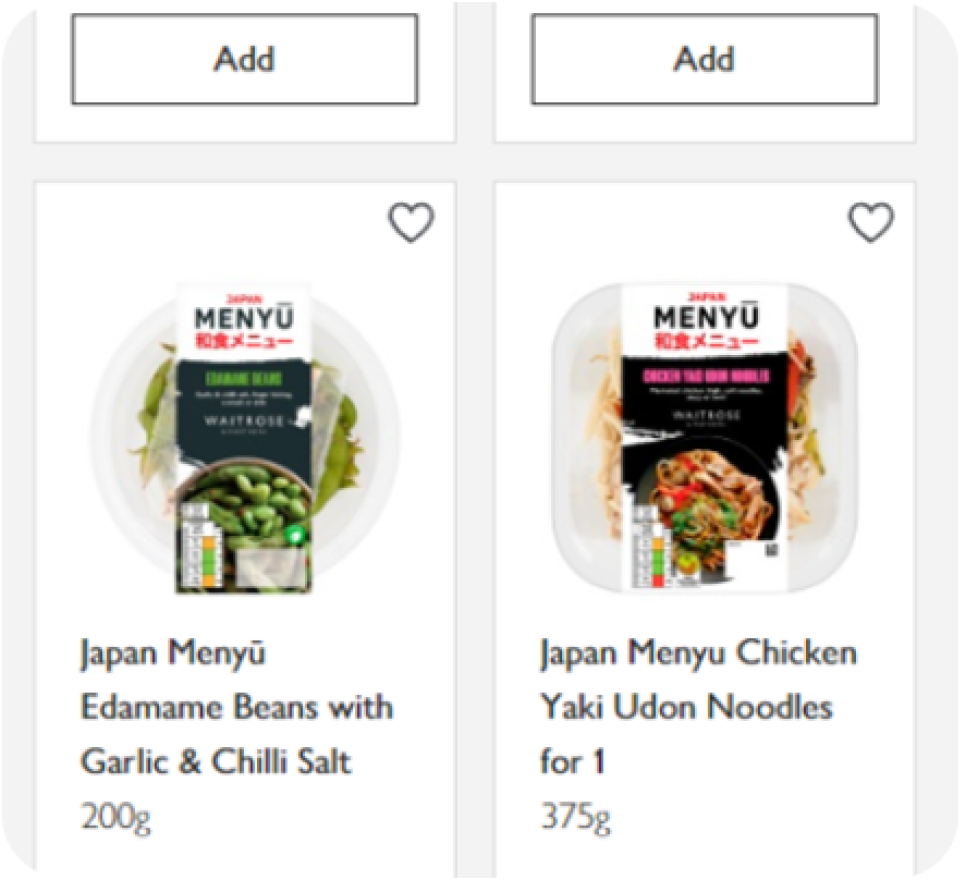 Add
Add
JAPAN
MENYŪ
和食メニュー
EDAMAME BEANS
WAITROSE
JAPAN
MENYŪ
和食メニュー
CHICKEN YAKI UDON NOODLES
WAITROSE
Japan Menyū
Edamame Beans with
Garlic & Chilli Salt
200g
Japan Menyu Chicken
Yaki Udon Noodles
for 1
375g